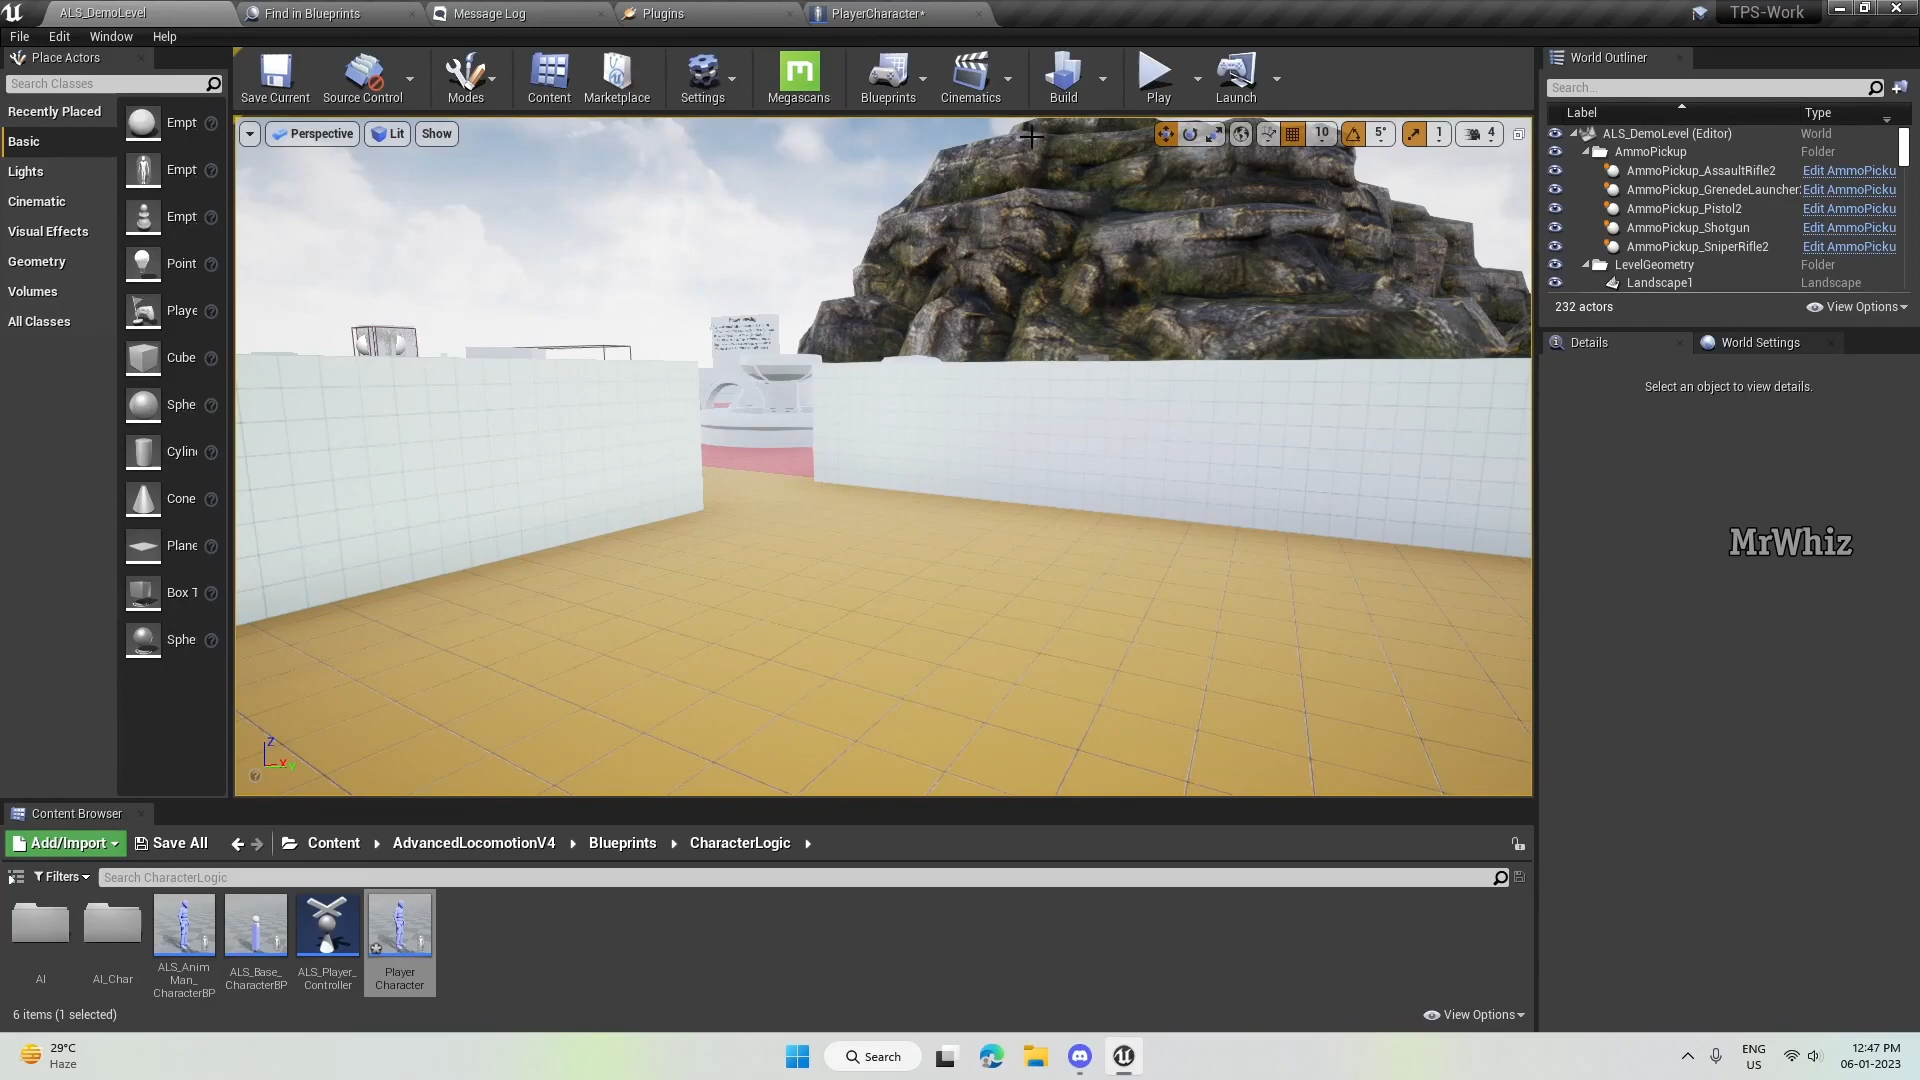 ALS_DemoLevel
Find in Blueprints
Message Log
Plugins
PlayerCharacter*
TPS-Work
File Edit Window Help
Place Actors
Search Classes
Recently Placed
Basic
Lights
Cinematic
Visual Effects
Geometry
Volumes
All Classes
Empt
Empt
Empt
Point
Playe
Cube
Sphe
Cyline
Cone
Plane
Box T
Sphe
Save Current
Source Control
Modes
Content
Marketplace
Settings
Megascans
Blueprints
Cinematics
Build
Play
Launch
Perspective
Lit
Show
10
5°
1
4
Z
X
Y
World Outliner
Search...
Label Type
ALS_DemoLevel (Editor) World
AmmoPickup Folder
AmmoPickup_AssaultRifle2 Edit AmmoPicku
AmmoPickup_GrenedeLauncher Edit AmmoPicku
AmmoPickup_Pistol2 Edit AmmoPicku
AmmoPickup_Shotgun Edit AmmoPicku
AmmoPickup_SniperRifle2 Edit AmmoPicku
LevelGeometry Folder
Landscape1 Landscape
232 actors
View Options
Details
World Settings
Select an object to view details.
MrWhiz
Content Browser
Add/Import
Save All
Content
AdvancedLocomotionV4
Blueprints
CharacterLogic
Filters
Search CharacterLogic
AI
AI_Char
ALS_Anim
Man_
CharacterBP
ALS_Base_
CharacterBP
ALS_Player_
Controller
Player
Character
6 items (1 selected)
View Options
29°C
Haze
Search
ENG
US
12:47 PM
06-01-2023